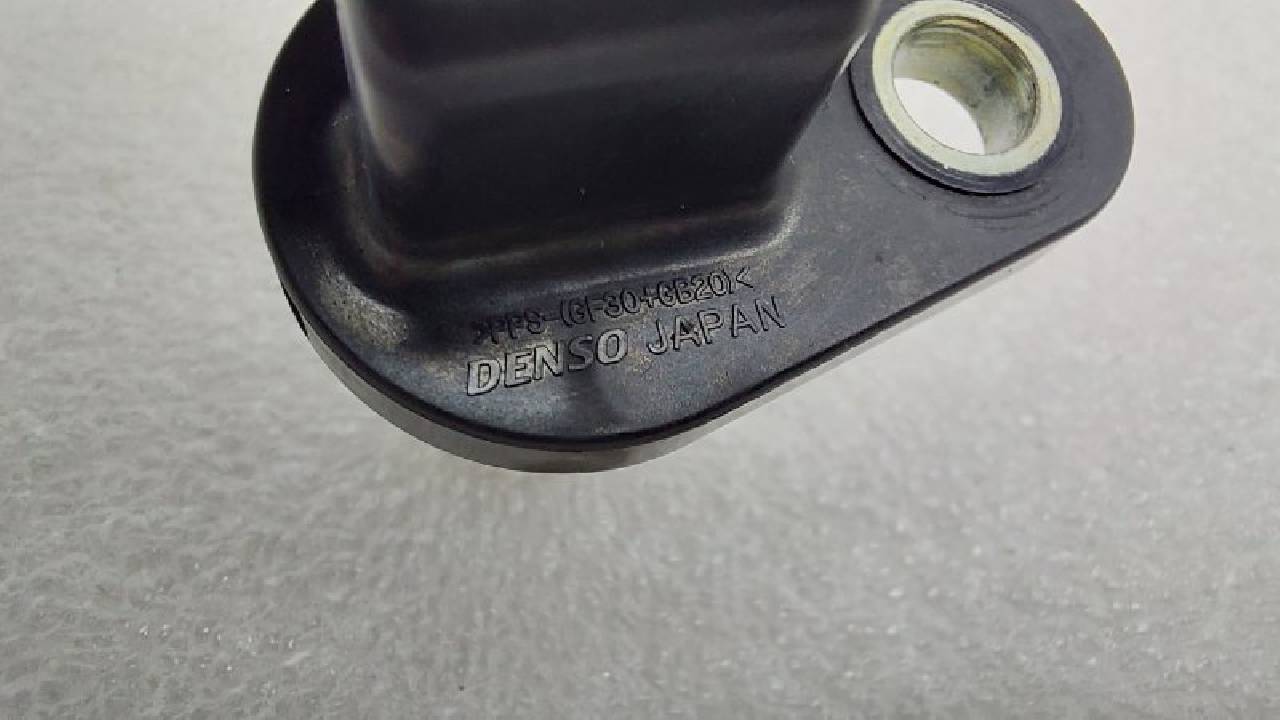 >PPS-(GF30+GB20)<
DENSO JAPAN